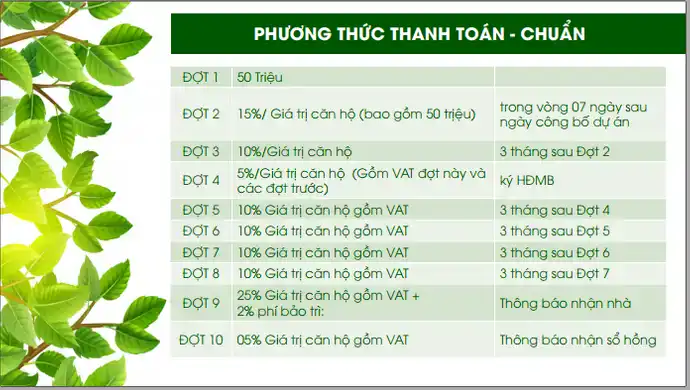 PHƯƠNG THỨC THANH TOÁN - CHUẨN
ĐỢT 1 50 Triệu
ĐỢT 2 15%/ Giá trị căn hộ (bao gồm 50 triệu) trong vòng 07 ngày sau
ngày công bố dự án
ĐỢT 3 10%/Giá trị căn hộ 3 tháng sau Đợt 2
ĐỢT 4 5%/Giá trị căn hộ (Gồm VAT đợt này và
các đợt trước) ký HĐMB
ĐỢT 5 10% Giá trị căn hộ gồm VAT 3 tháng sau Đợt 4
ĐỢT 6 10% Giá trị căn hộ gồm VAT 3 tháng sau Đợt 5
ĐỢT 7 10% Giá trị căn hộ gồm VAT 3 tháng sau Đợt 6
ĐỢT 8 10% Giá trị căn hộ gồm VAT 3 tháng sau Đợt 7
ĐỢT 9 25% Giá trị căn hộ gồm VAT +
2% phí bảo trì: Thông báo nhận nhà
ĐỢT 10 05% Giá trị căn hộ gồm VAT Thông báo nhận sổ hồng